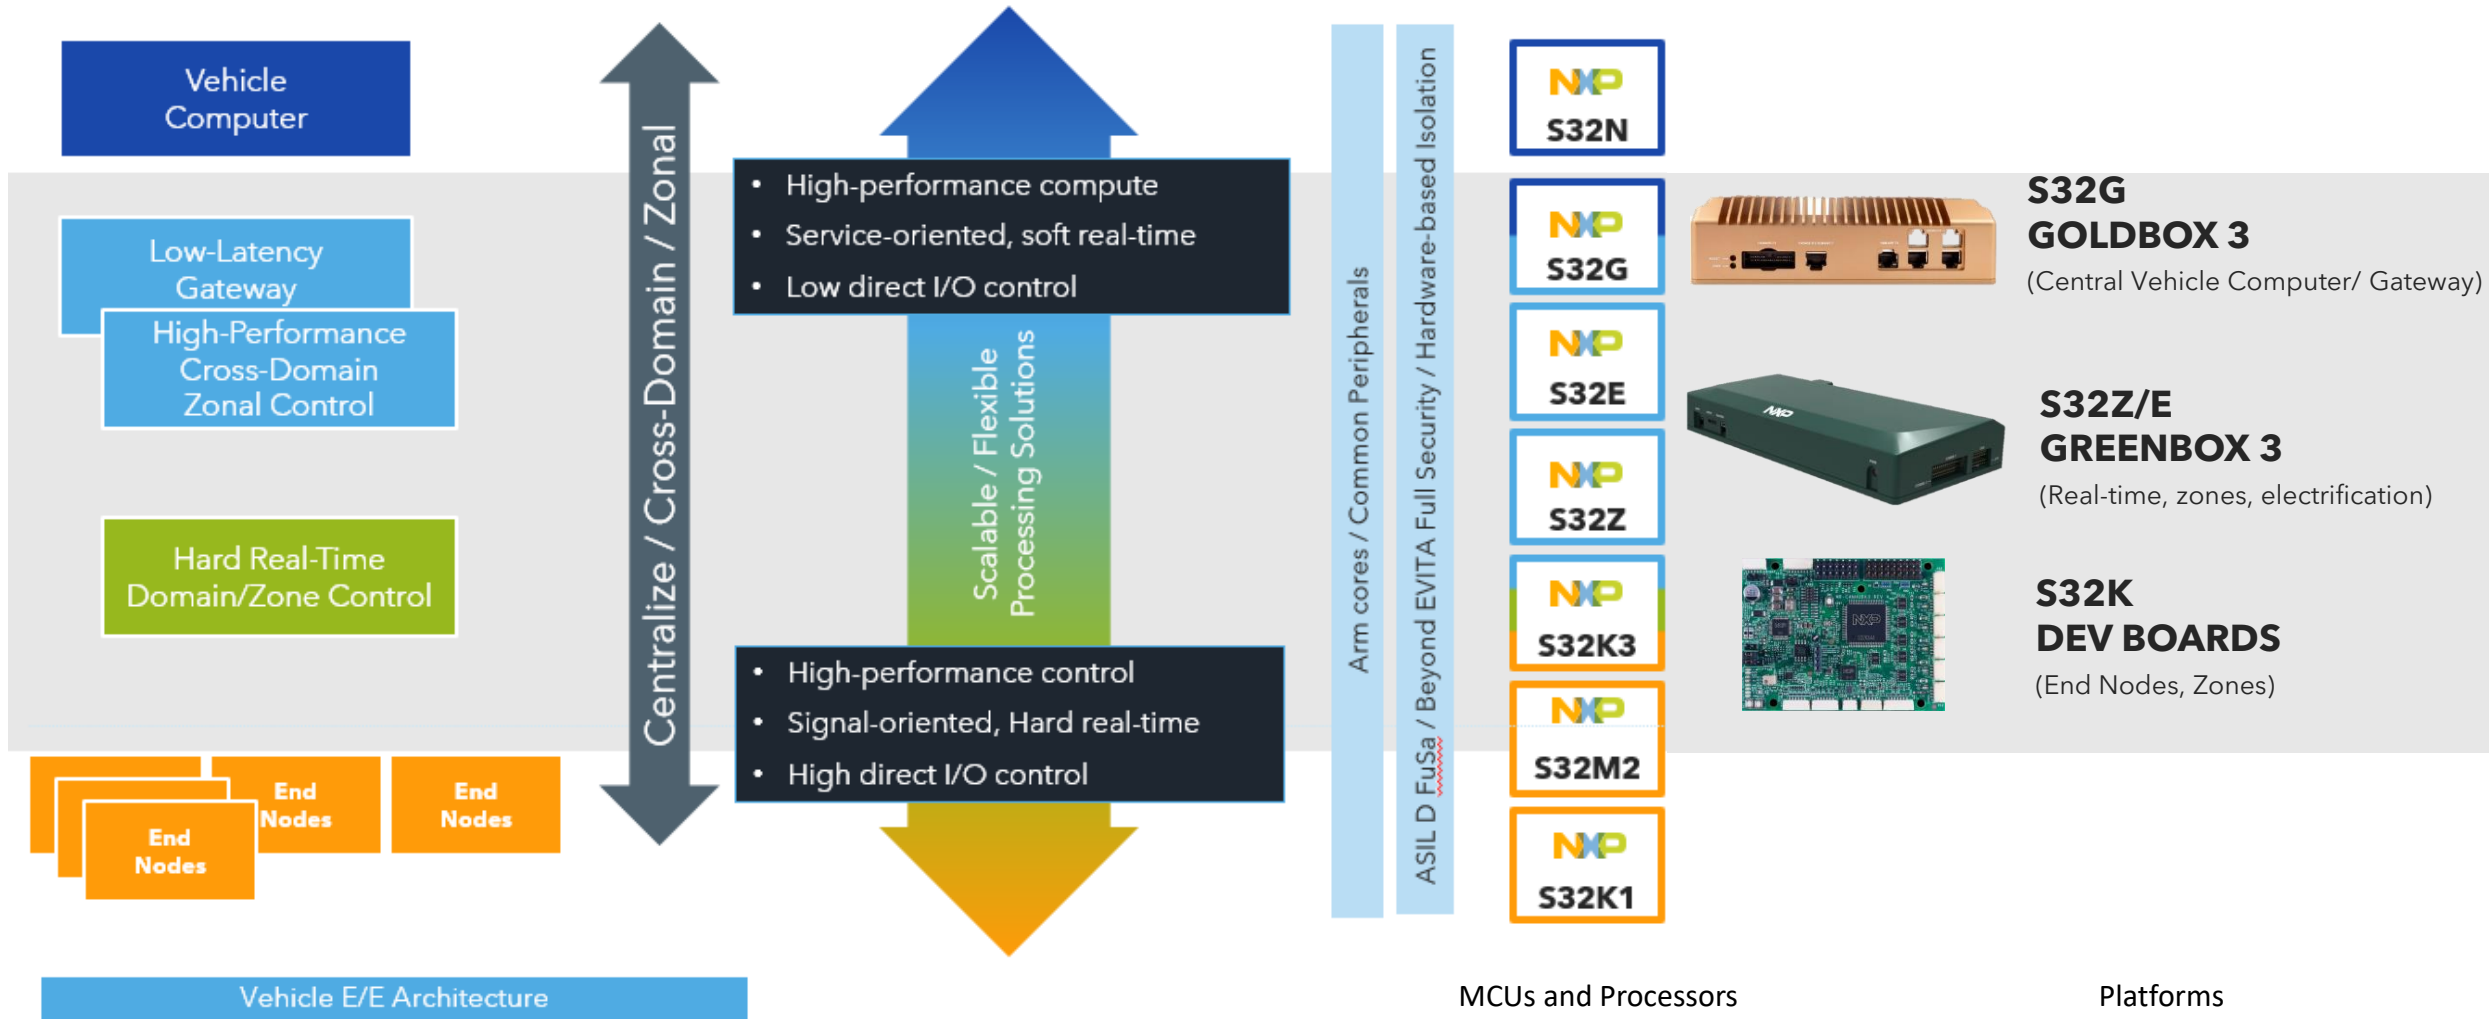 Vehicle
Computer
Low-Latency
Gateway
High-Performance
Cross-Domain
Zonal Control
Hard Real-Time
Domain/Zone Control
End
Nodes
End
Nodes
End
Nodes
Vehicle E/E Architecture
Centralize / Cross-Domain / Zonal
• High-performance compute
• Service-oriented, soft real-time
• Low direct I/O control
Scalable / Flexible
Processing Solutions
• High-performance control
• Signal-oriented, Hard real-time
• High direct I/O control
Arm cores / Common Peripherals
ASIL D FuSa / Beyond EVITA Full Security / Hardware-based Isolation
NXP
S32N
NXP
S32G
NXP
S32E
NXP
S32Z
NXP
S32K3
NXP
S32M2
NXP
S32K1
MCUs and Processors
S32G
GOLDBOX 3
(Central Vehicle Computer/ Gateway)
NXP
S32Z/E
GREENBOX 3
(Real-time, zones, electrification)
NXP
S32K
DEV BOARDS
(End Nodes, Zones)
Platforms